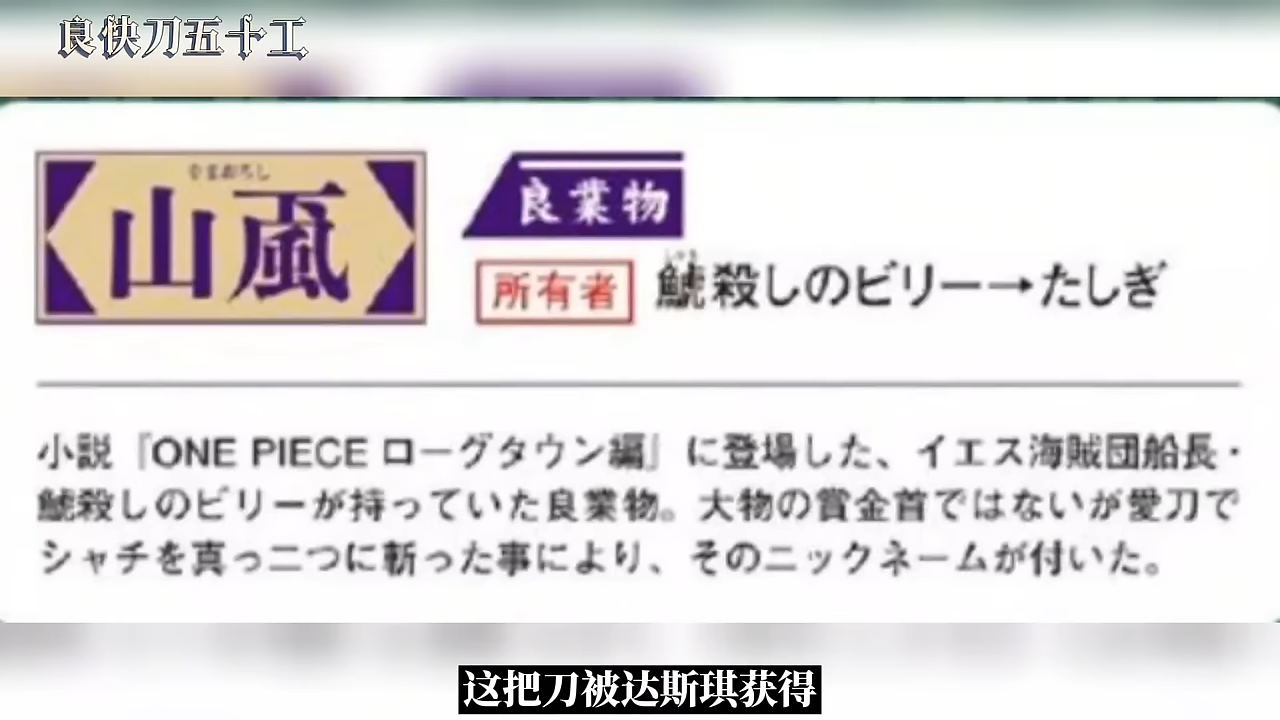 良快刀五十工
やまおろし
山颪
良業物
所有者
しゃち
鯱殺しのビリー→たしぎ
小説『ONE PIECE ローグタウン編』に登場した、イエス海賊団船長・
鯱殺しのビリーが持っていた良業物。大物の賞金首ではないが愛刀で
シャチを真っ二つに斬った事により、そのニックネームが付いた。
这把刀被达斯琪获得